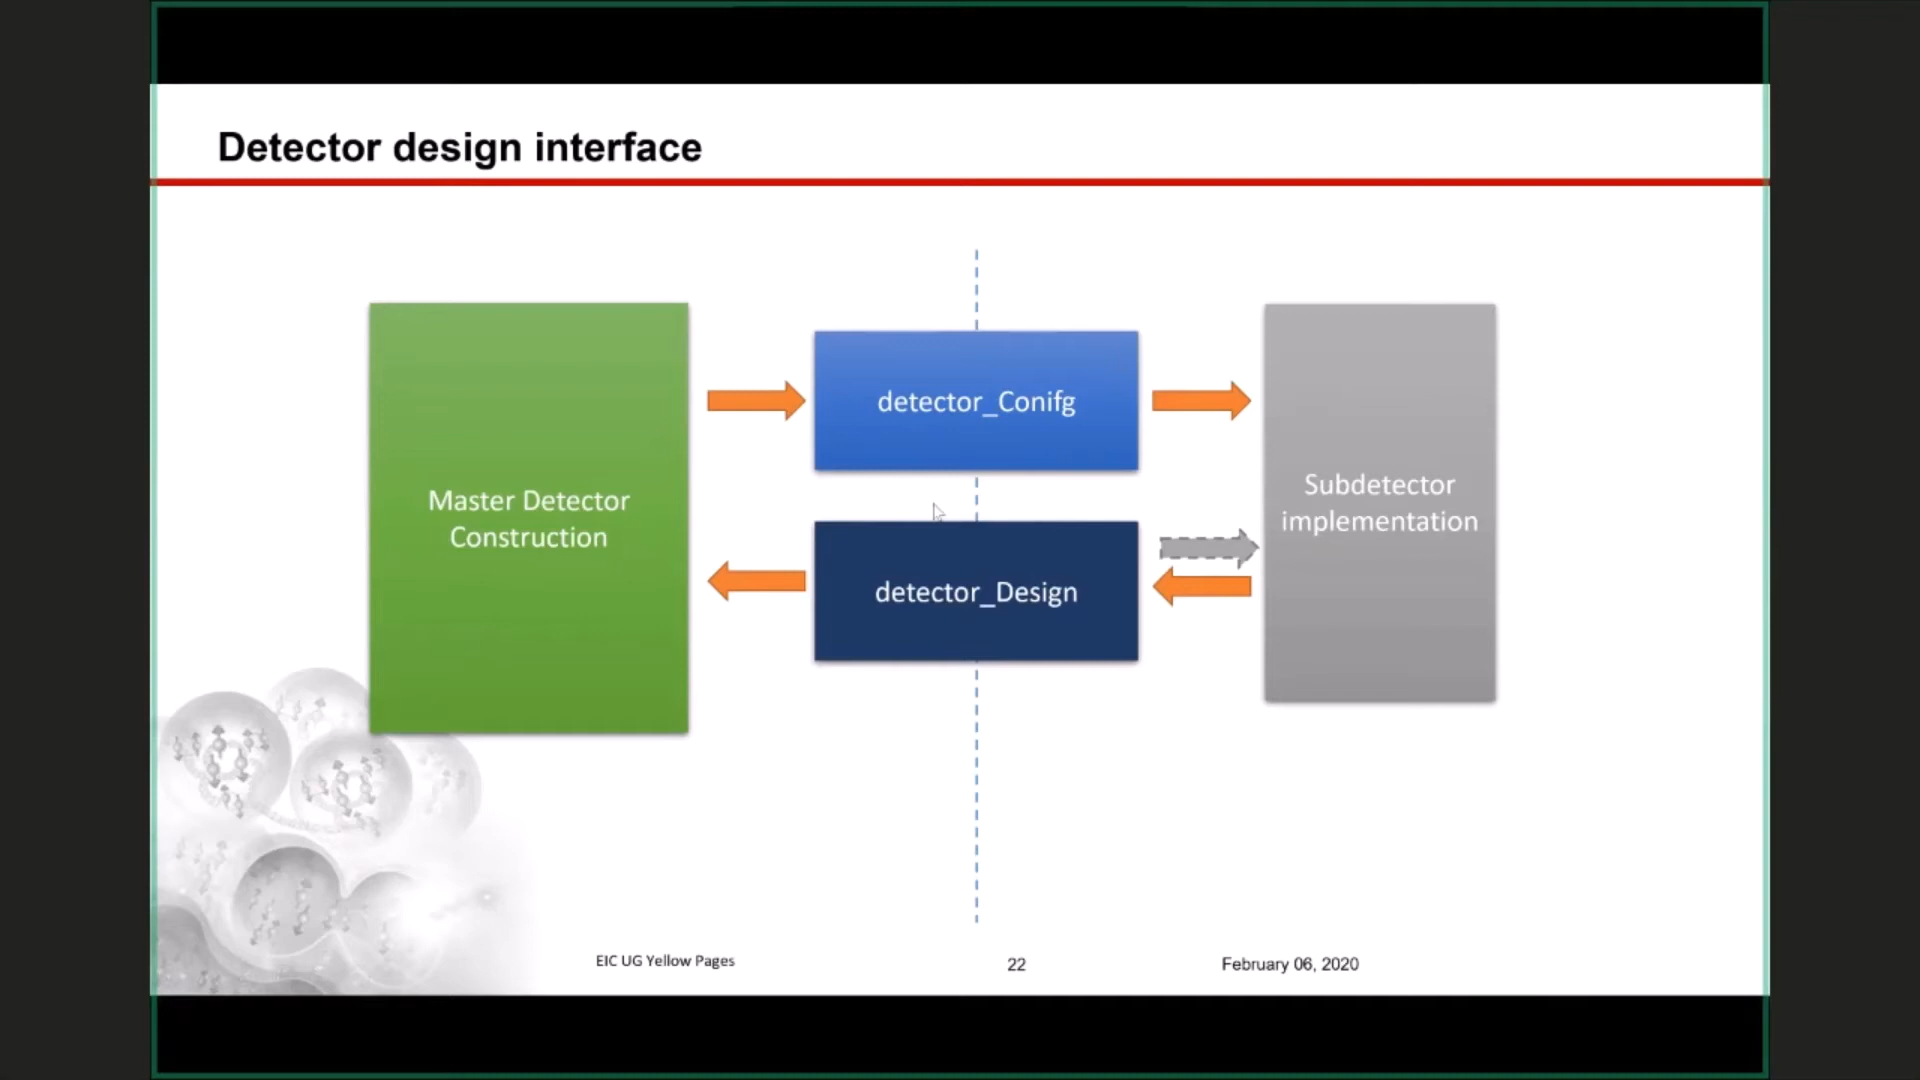 Detector design interface
Master Detector
Construction
detector_Conifg
detector_Design
Subdetector
implementation
EIC UG Yellow Pages
22
February 06, 2020